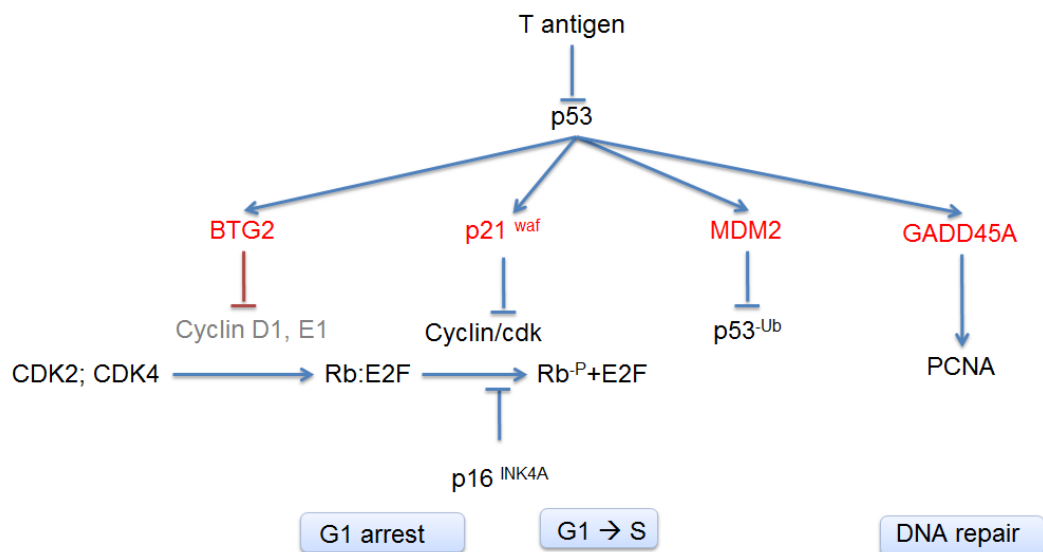 T antigen
p53
BTG2
p21 waf
MDM2
GADD45A
Cyclin D1, E1
Cyclin/cdk
p53-Ub
CDK2; CDK4
Rb:E2F
Rb-P+E2F
PCNA
p16 INK4A
G1 arrest
G1 → S
DNA repair